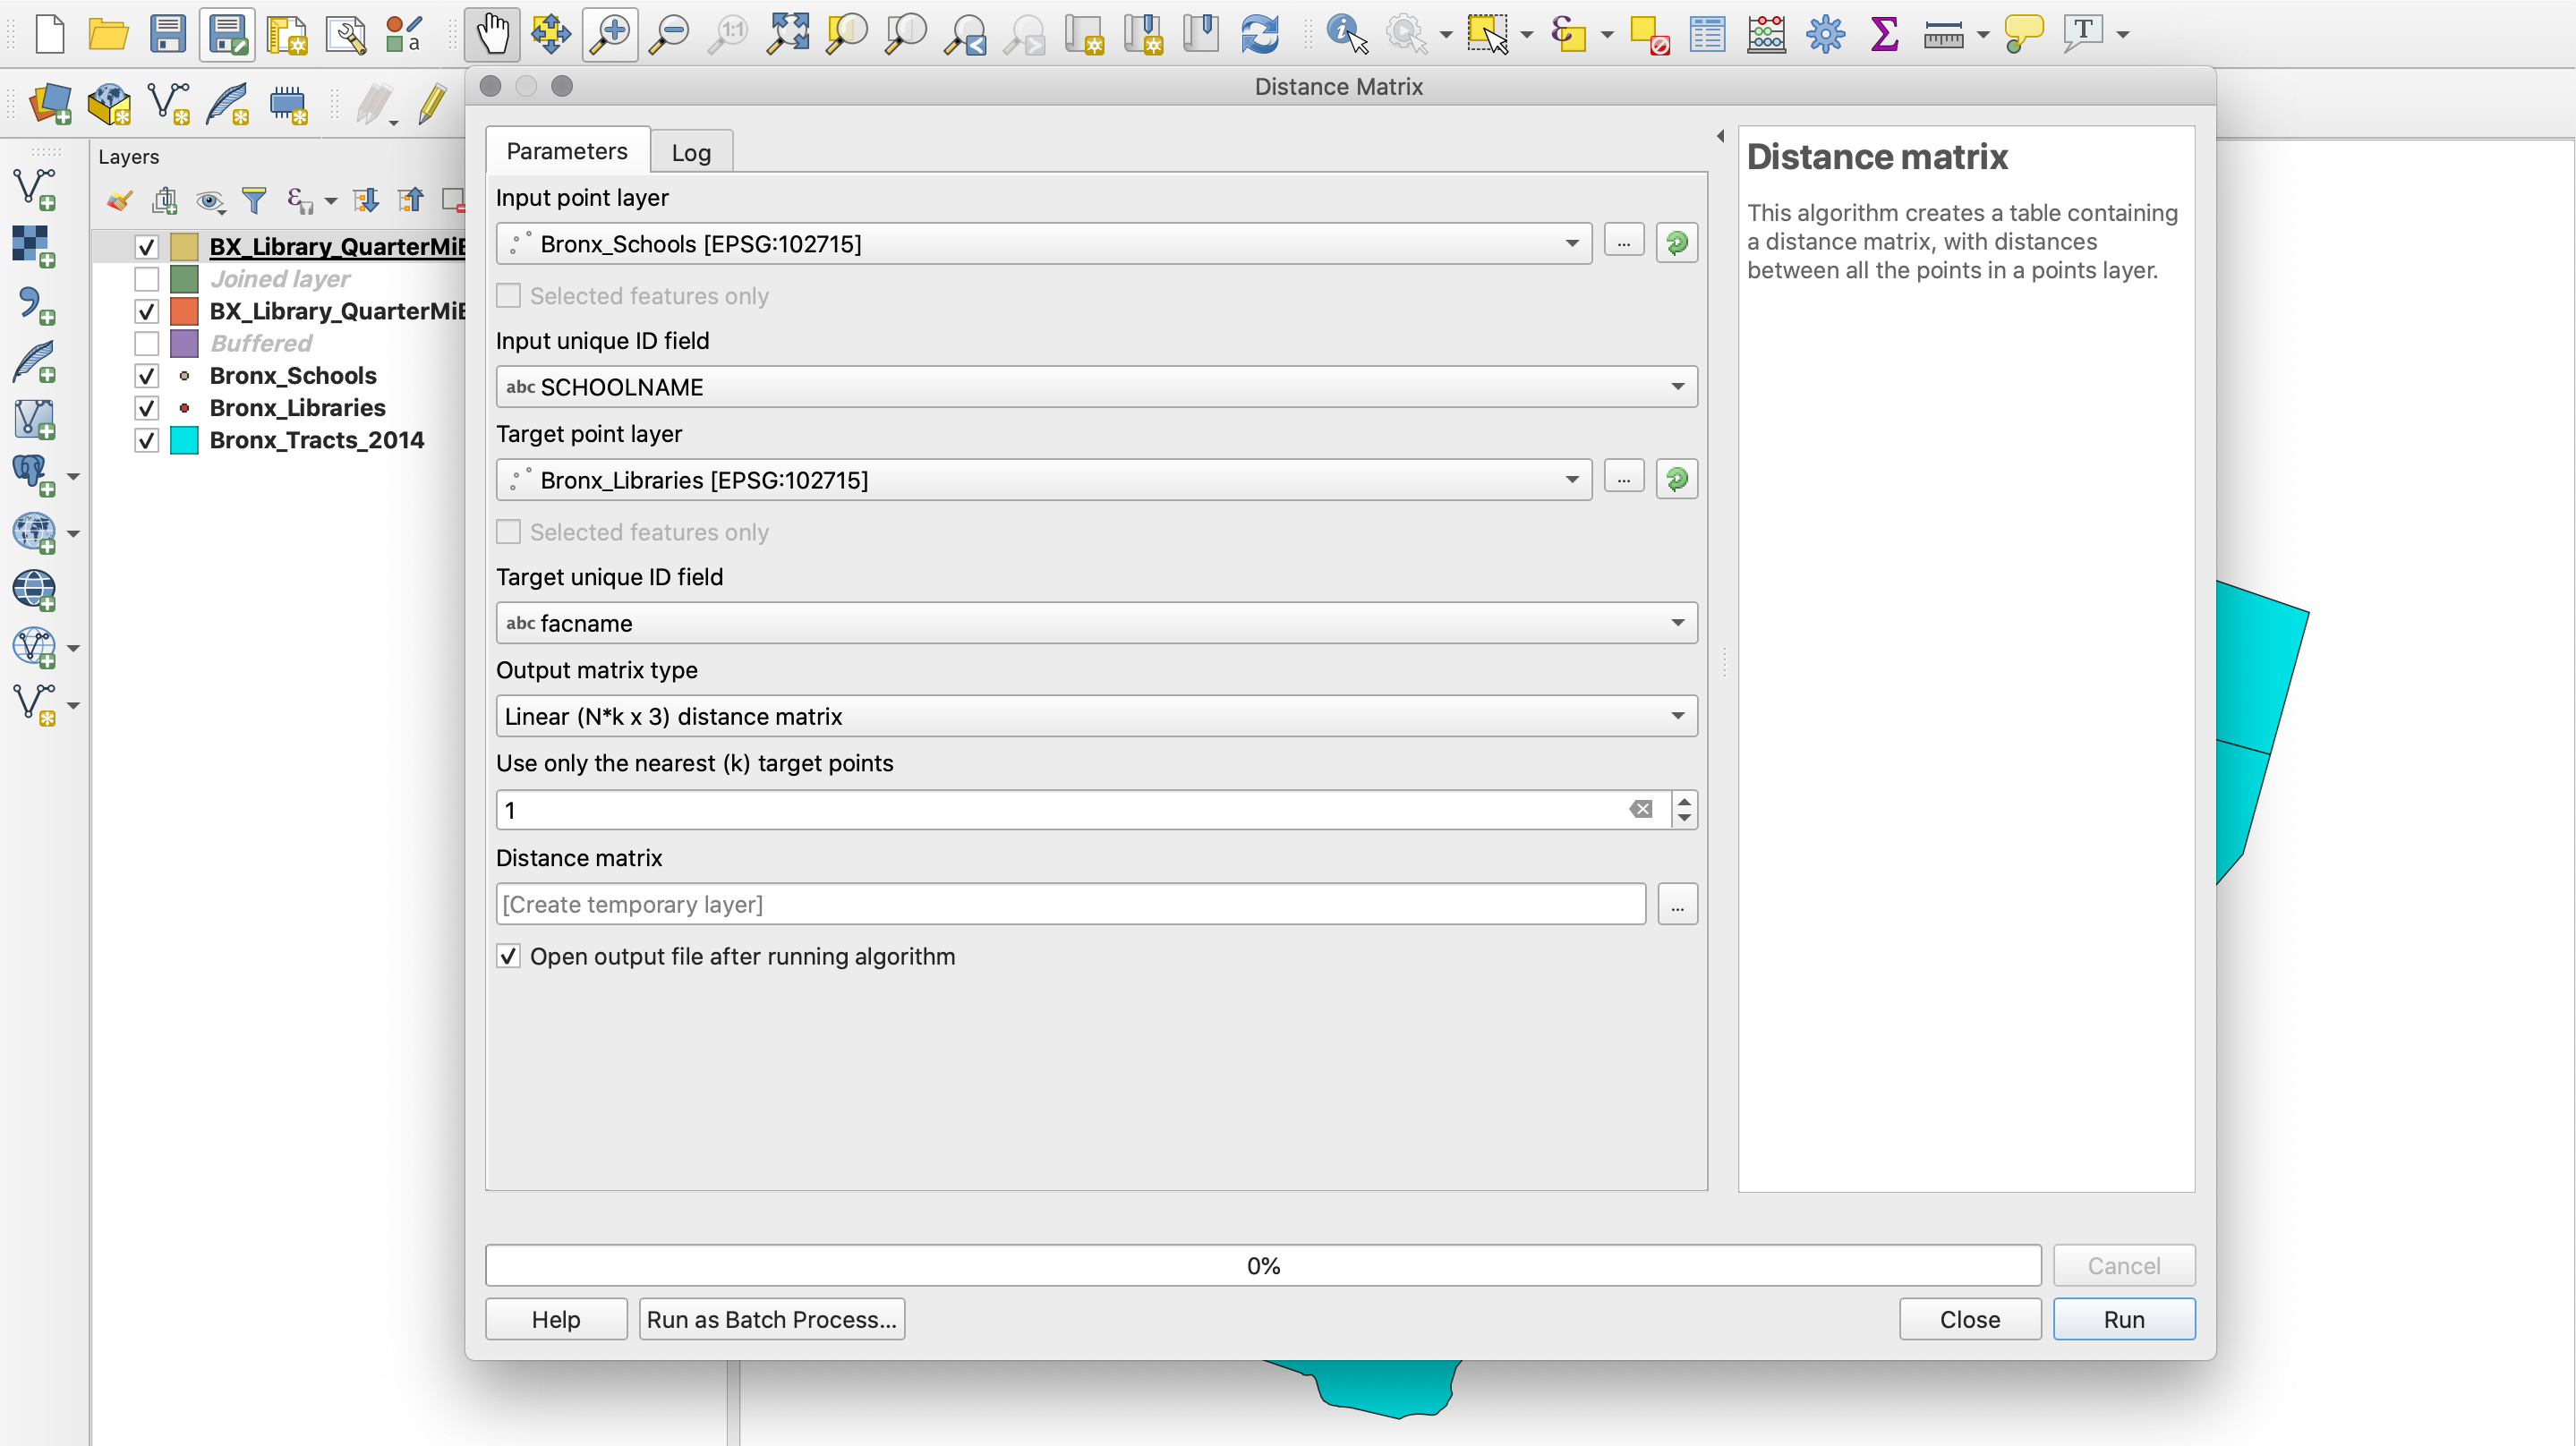 1:1
a
ε
Σ
T
Distance Matrix
Layers
ε
BX_Library_QuarterMiB
Joined layer
BX_Library_QuarterMiB
Buffered
Bronx_Schools
Bronx_Libraries
Bronx_Tracts_2014
Parameters
Log
Input point layer
Bronx_Schools [EPSG:102715]
...
Selected features only
Input unique ID field
abc SCHOOLNAME
Target point layer
Bronx_Libraries [EPSG:102715]
...
Selected features only
Target unique ID field
abc facname
Output matrix type
Linear (N*k x 3) distance matrix
Use only the nearest (k) target points
1
Distance matrix
[Create temporary layer]
...
Open output file after running algorithm
Distance matrix
This algorithm creates a table containing
a distance matrix, with distances
between all the points in a points layer.
0%
Cancel
Help
Run as Batch Process...
Close
Run